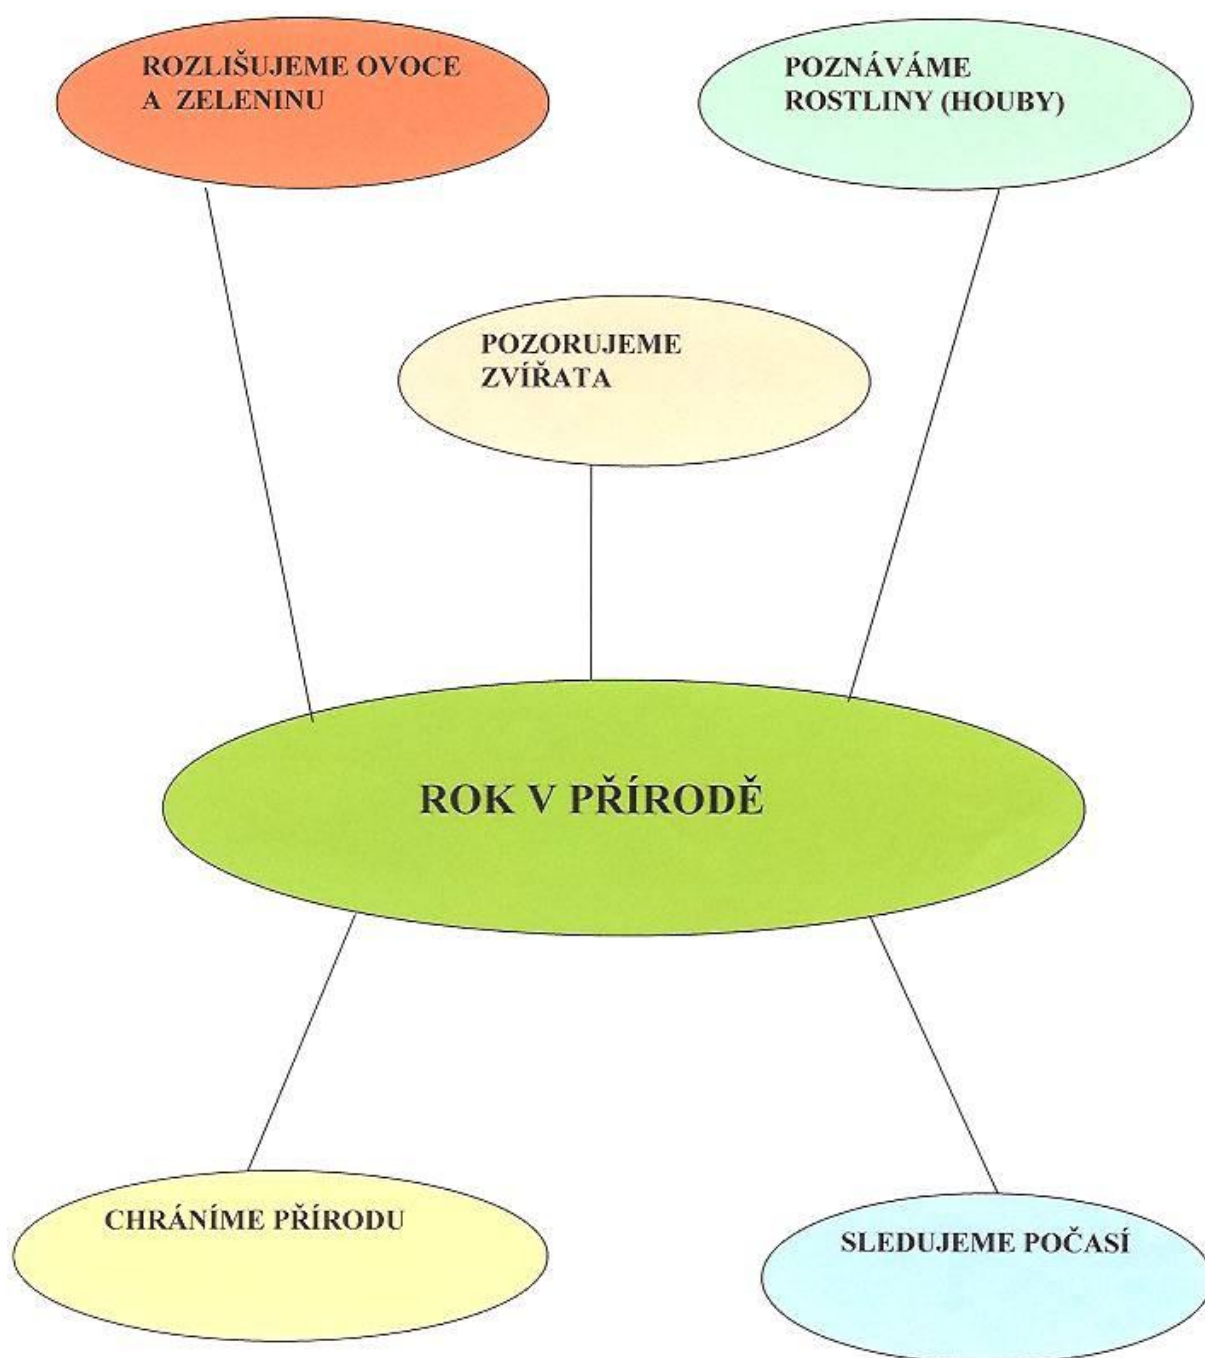 ROZLIŠUJEME OVOCE
A ZELENINU
POZNÁVÁME
ROSTLINY (HOUBY)
POZORUJEME
ZVÍŘATA
ROK V PŘÍRODĚ
CHRÁNÍME PŘÍRODU
SLEDUJEME POČASÍ